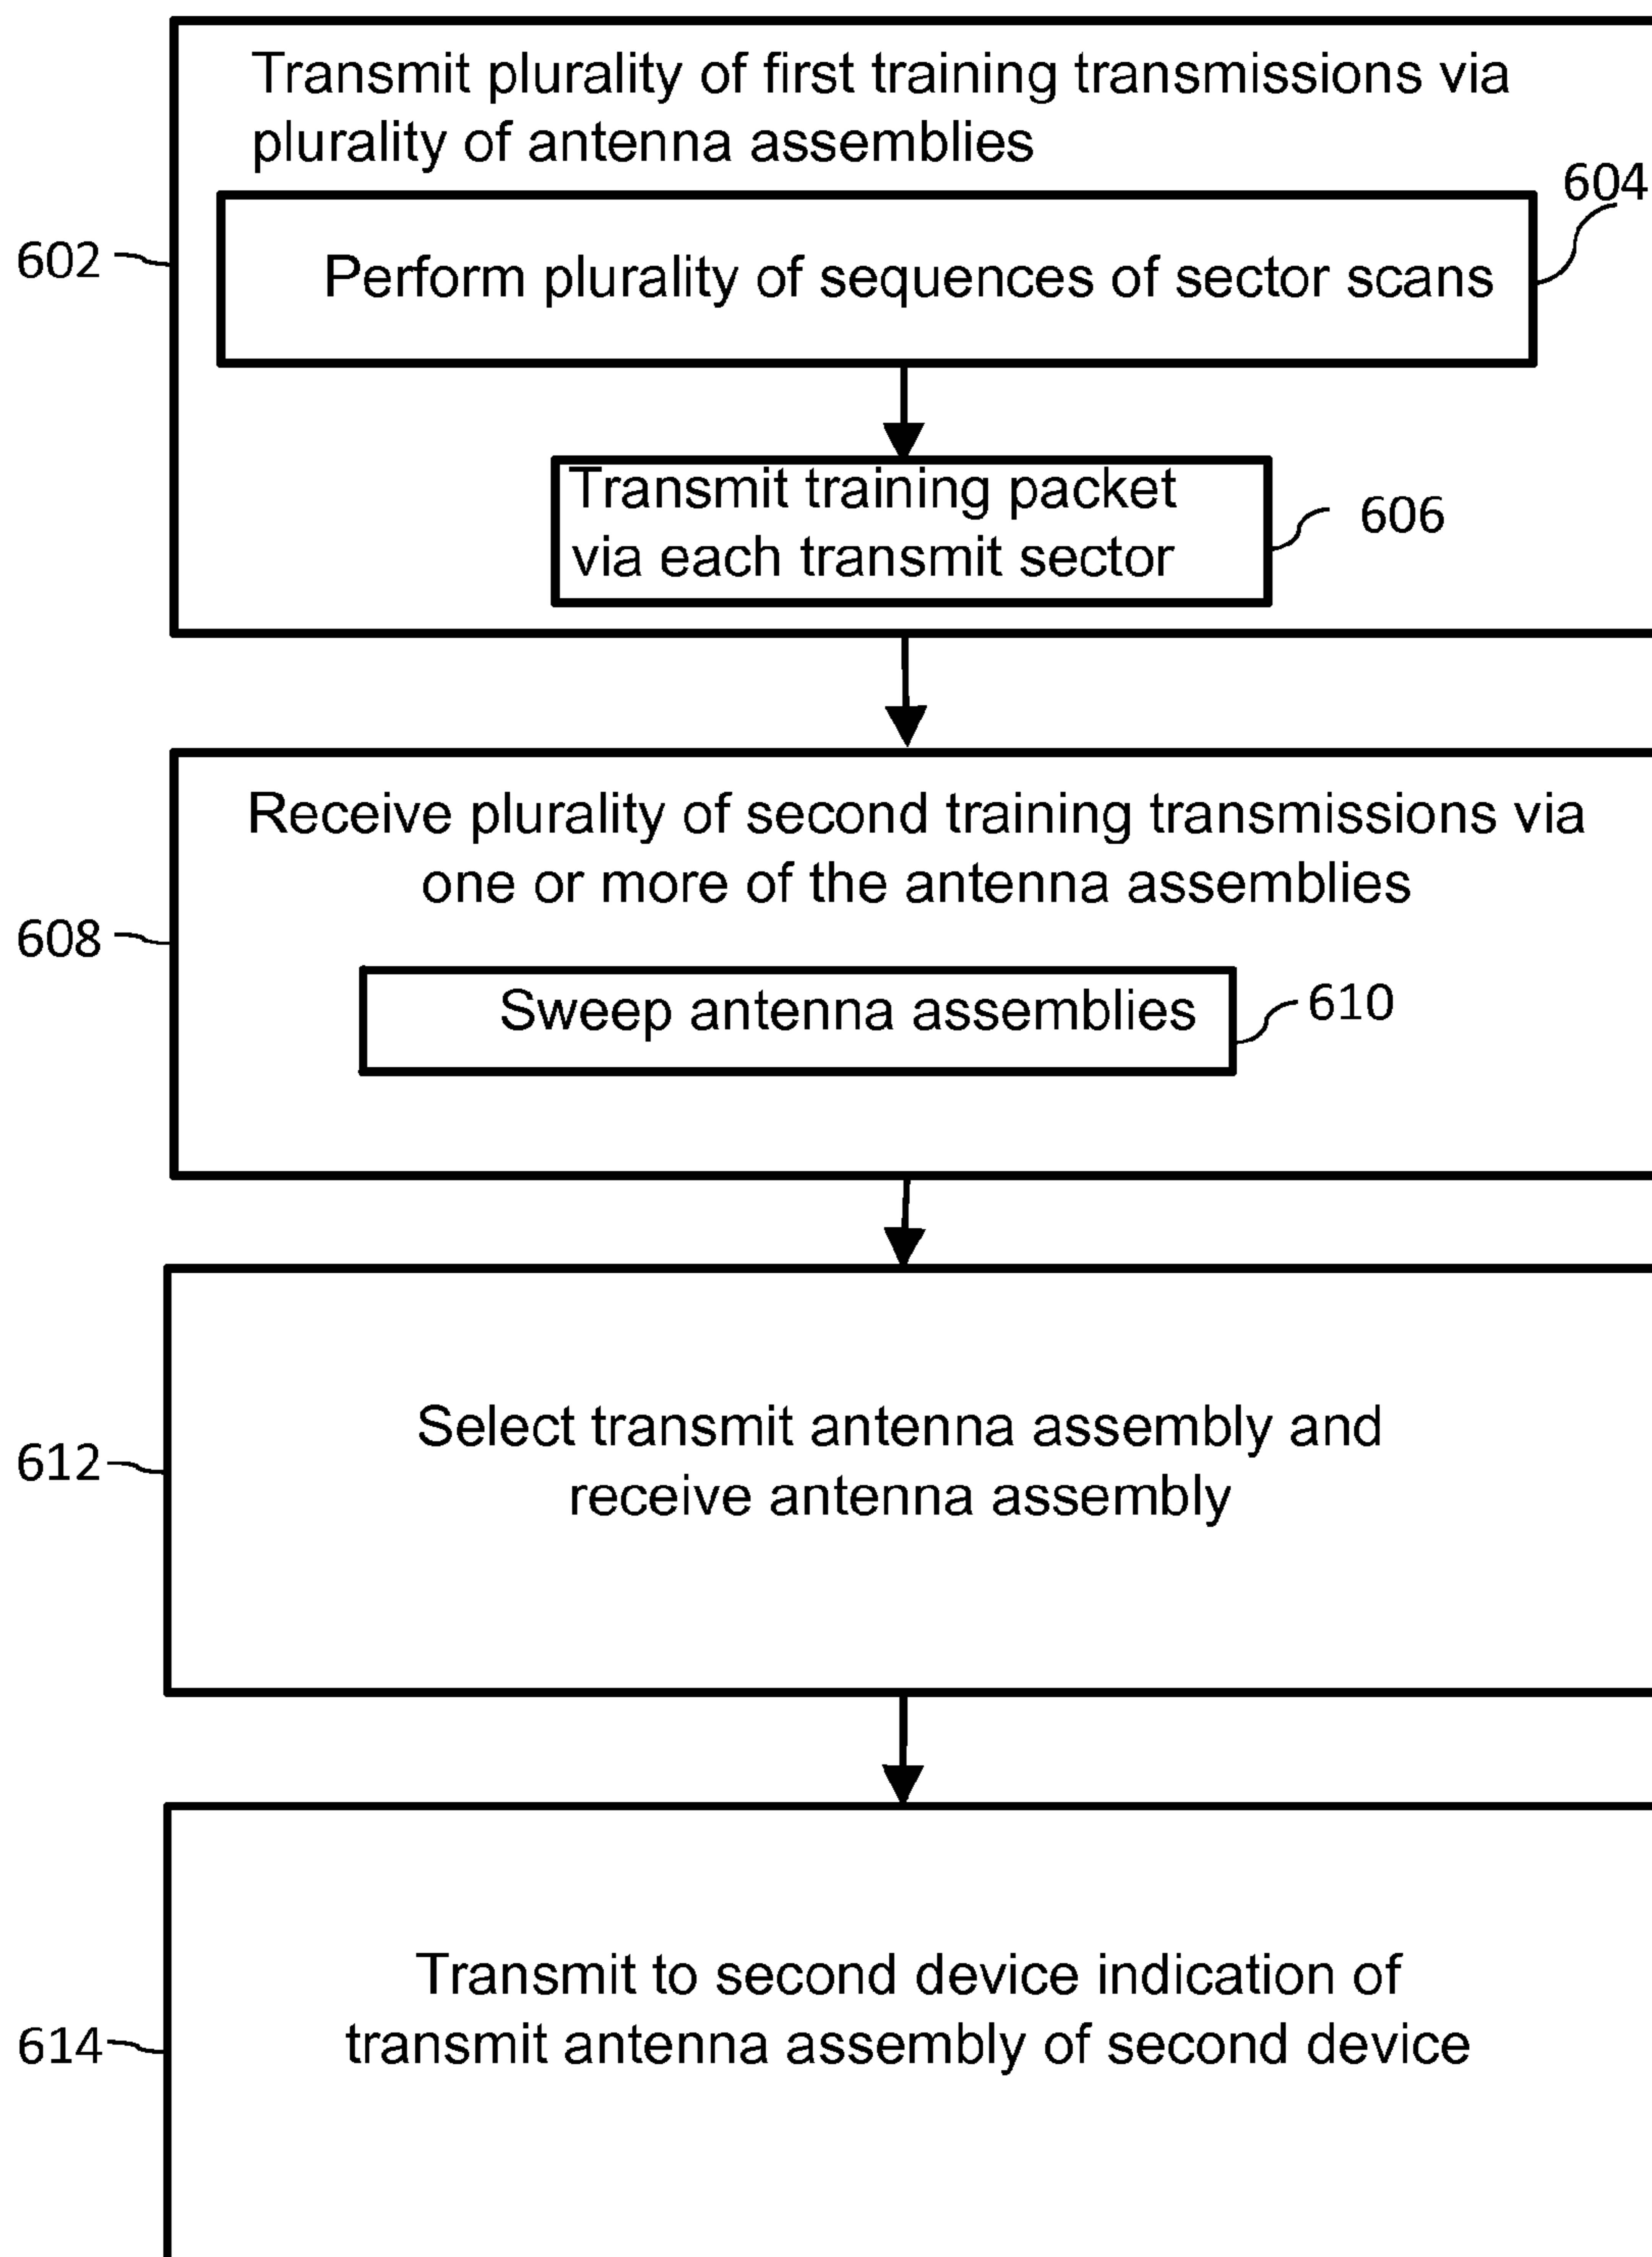 Transmit plurality of first training transmissions via
plurality of antenna assemblies
604
602
Perform plurality of sequences of sector scans
Transmit training packet
via each transmit sector
606
Receive plurality of second training transmissions via
one or more of the antenna assemblies
608
Sweep antenna assemblies
610
Select transmit antenna assembly and
receive antenna assembly
612
Transmit to second device indication of
transmit antenna assembly of second device
614